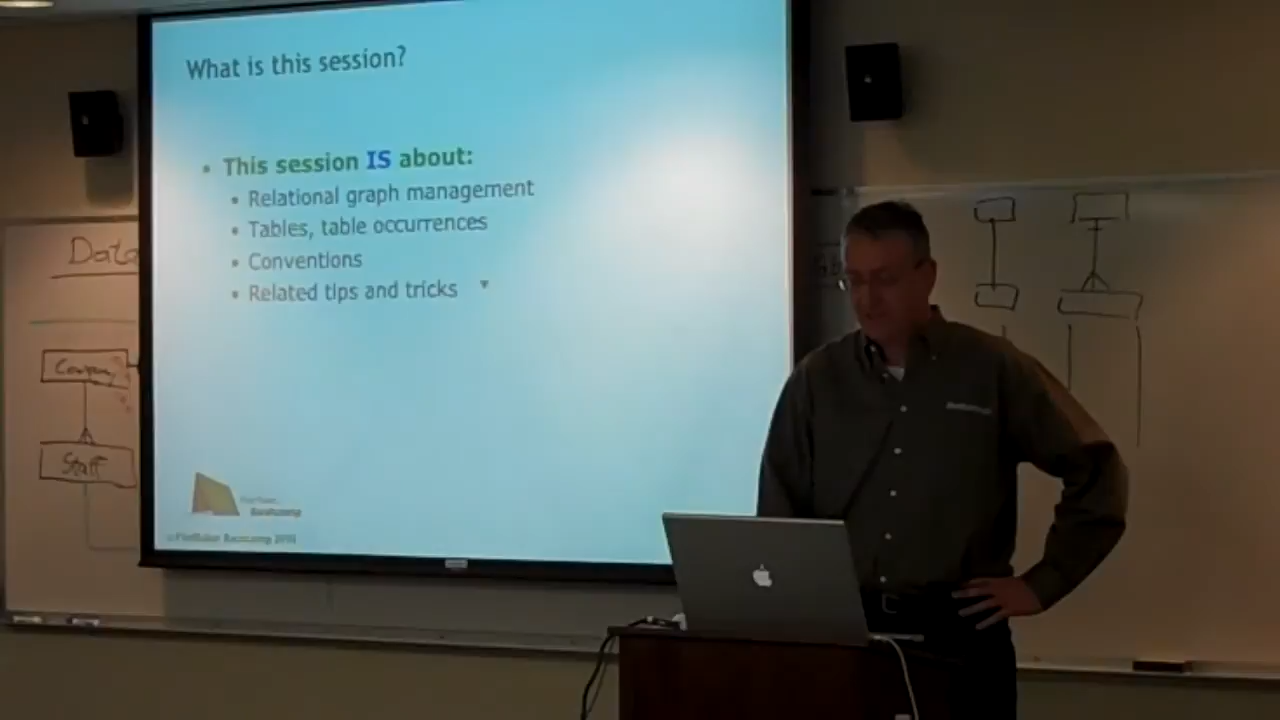 What is this session?
• This session IS about:
• Relational graph management
• Tables, table occurrences
• Conventions
• Related tips and tricks
Bootcamp
Data
Company
Staff